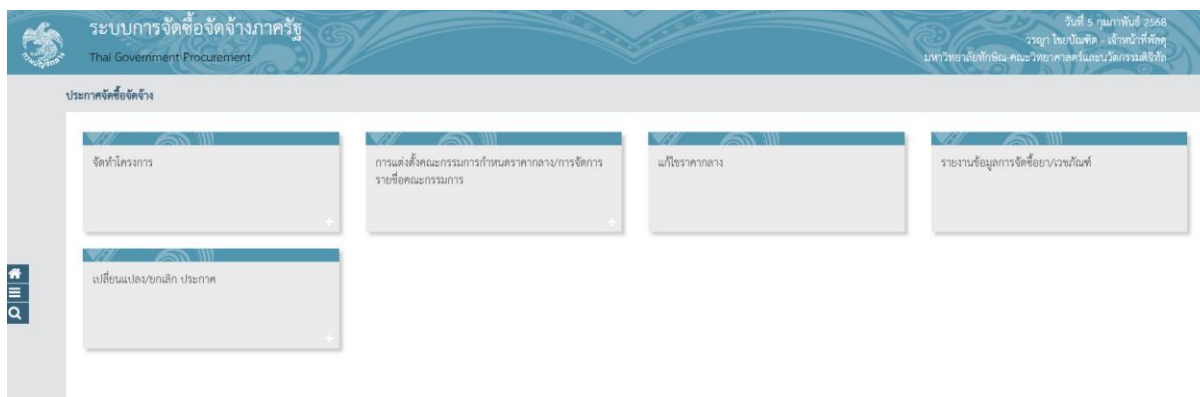 ระบบการจัดซื้อจัดจ้างภาครัฐ
Thai Government Procurement
วันที่ 5 กุมภาพันธ์ 2568
วรญา ไชยบัณฑิต - เจ้าหน้าที่พัสดุ
มหาวิทยาลัยทักษิณ-คณะวิทยาศาสตร์และนวัตกรรมดิจิทัล
กรมบัญชีกลาง
ประกาศจัดซื้อจัดจ้าง
จัดทำโครงการ
การแต่งตั้งคณะกรรมการกำหนดราคากลาง/การจัดการ
รายชื่อคณะกรรมการ
แก้ไขราคากลาง
รายงานข้อมูลการจัดซื้อยา/เวชภัณฑ์
เปลี่ยนแปลง/ยกเลิก ประกาศ